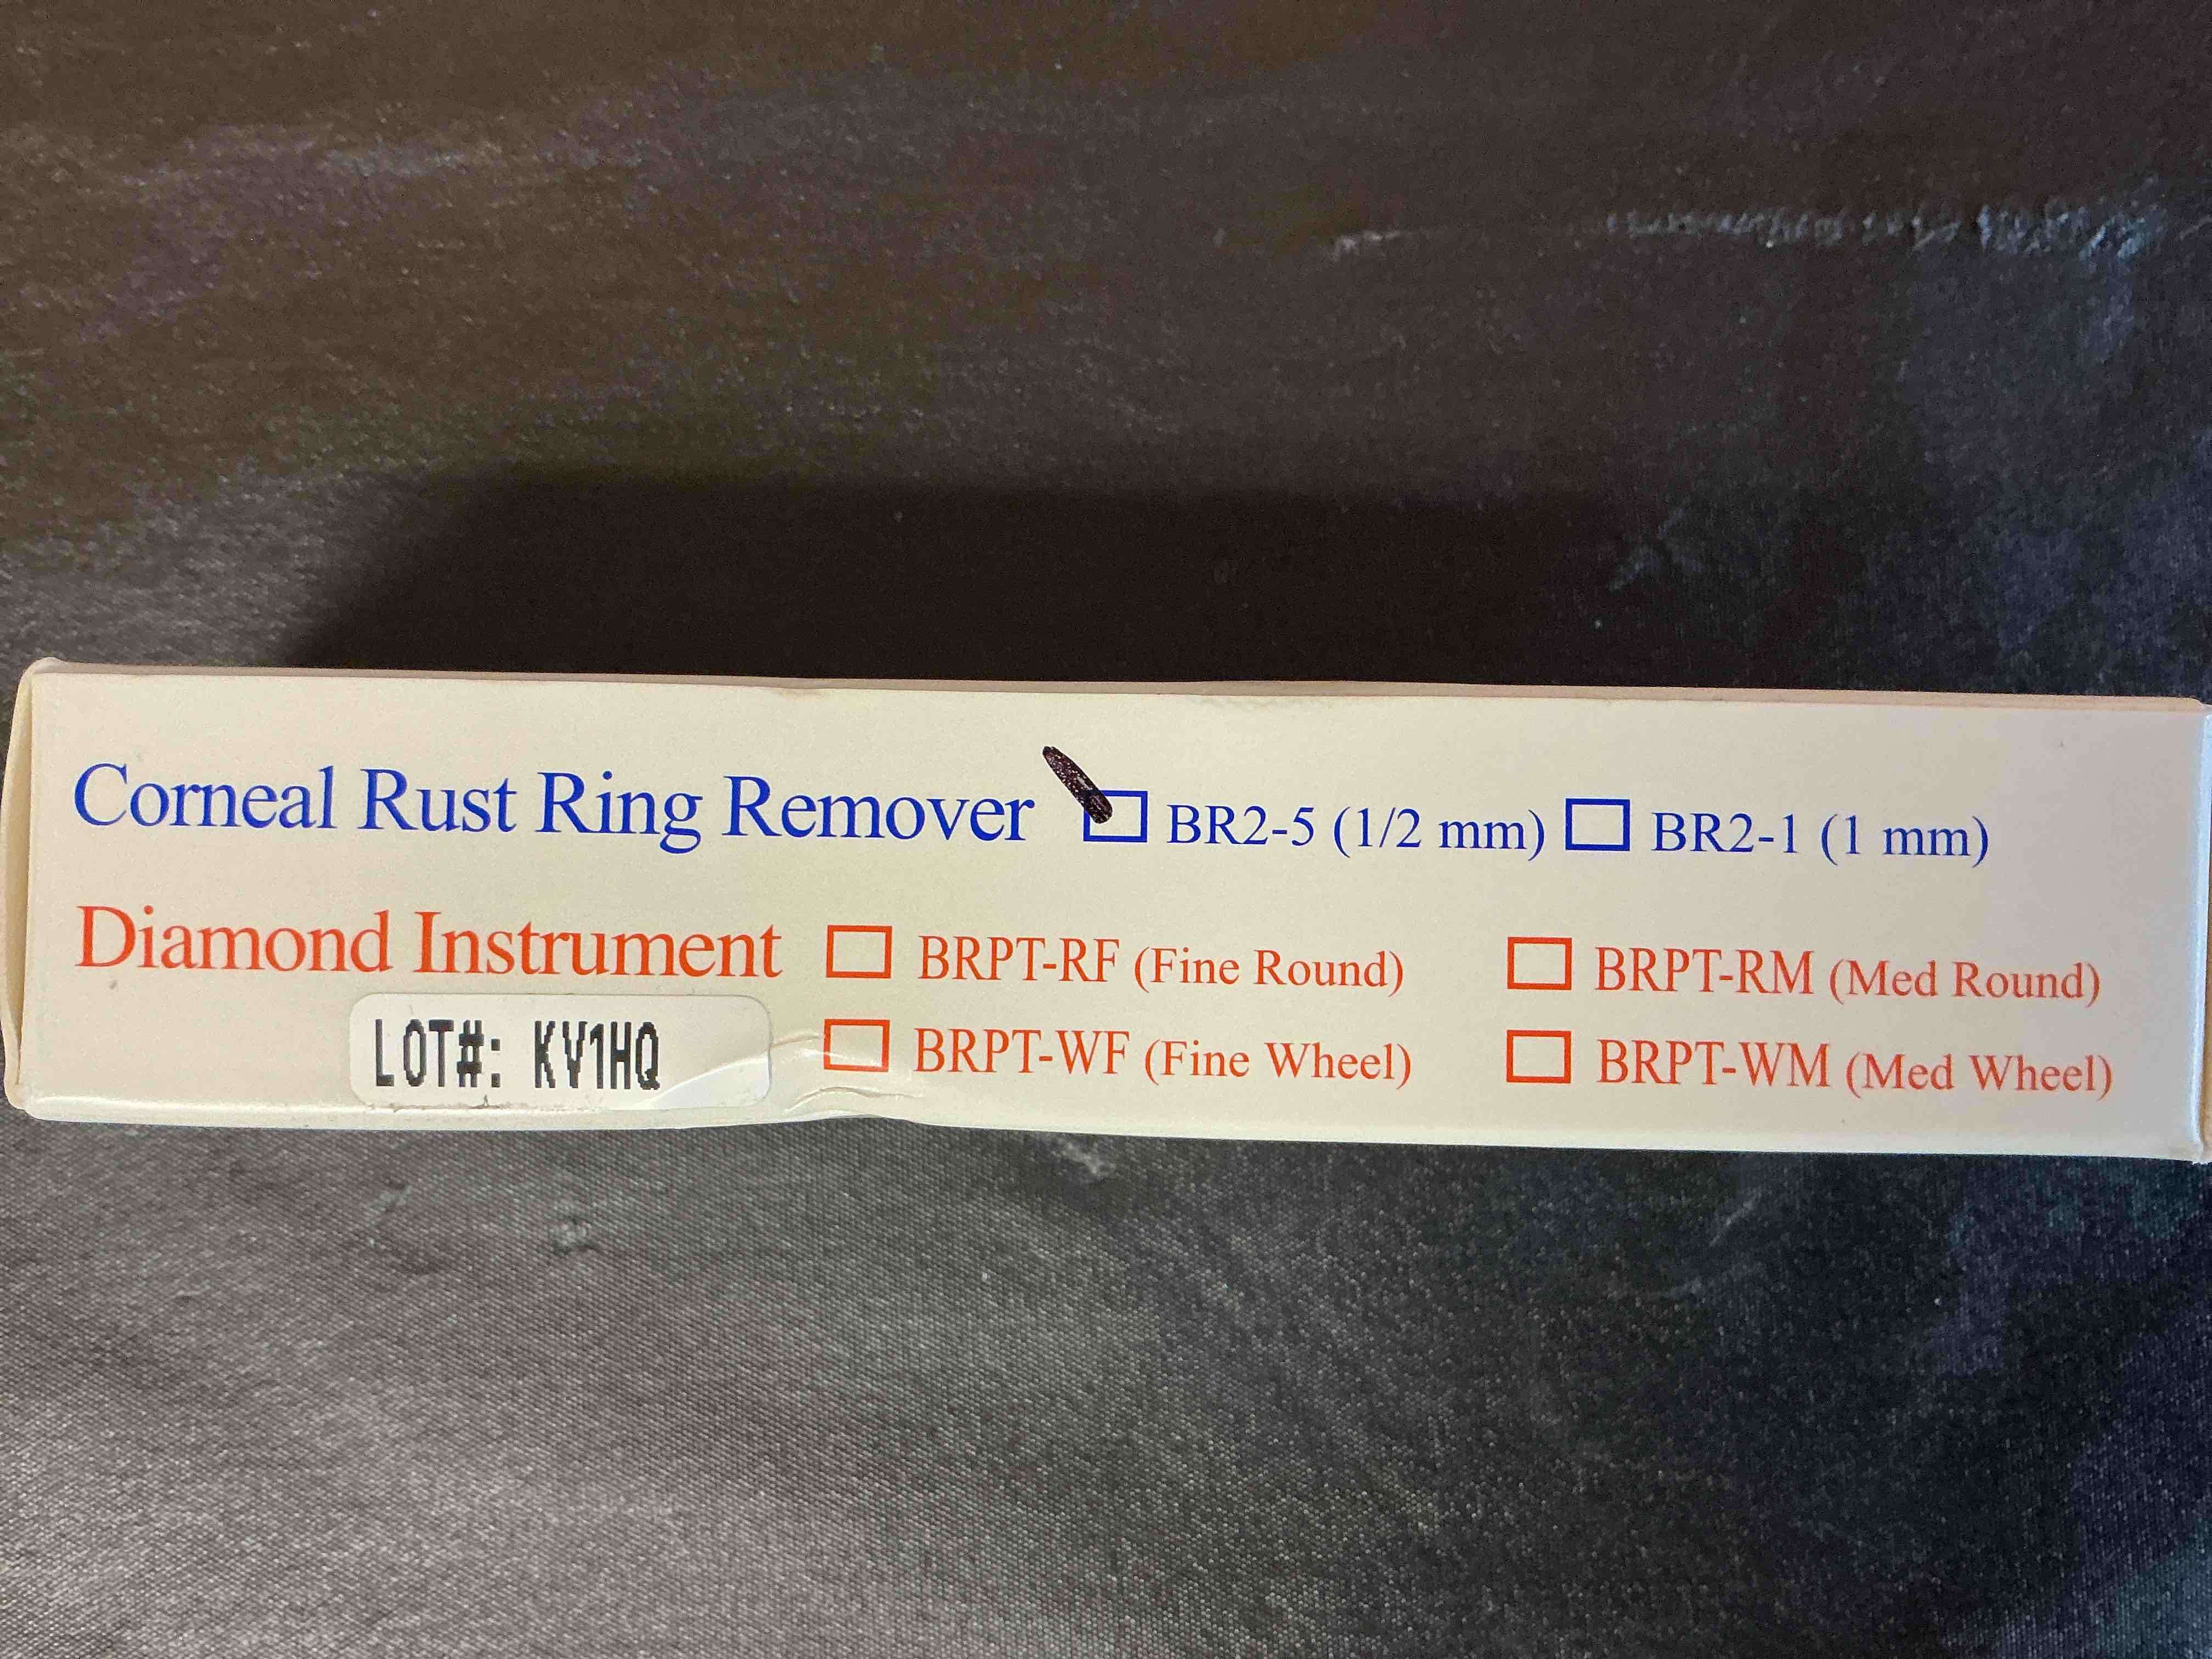 Corneal Rust Ring Remover ☐ BR2-5 (1/2 mm) ☐ BR2-1 (1 mm)
Diamond Instrument ☐ BRPT-RF (Fine Round) ☐ BRPT-RM (Med Round)
LOT#: KV1HQ ☐ BRPT-WF (Fine Wheel) ☐ BRPT-WM (Med Wheel)